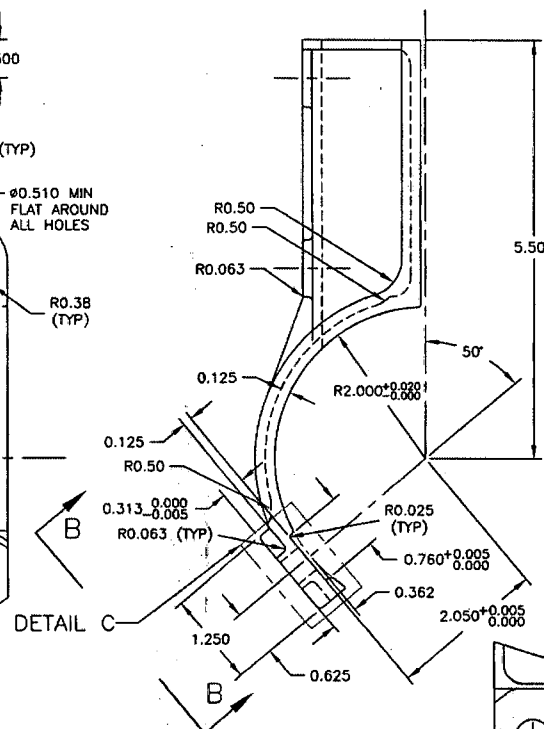 (TYP)
Ø0.510 MIN
FLAT AROUND
ALL HOLES
R0.38
(TYP)
R0.50
R0.50
R0.063
5.50
50°
0.125
R2.000 +0.020
-0.000
0.125
R0.50
0.313 0.000
-0.005
R0.063 (TYP)
R0.025
(TYP)
B
0.760 +0.005
0.000
0.362
2.050 +0.005
0.000
DETAIL C
1.250
0.625
B